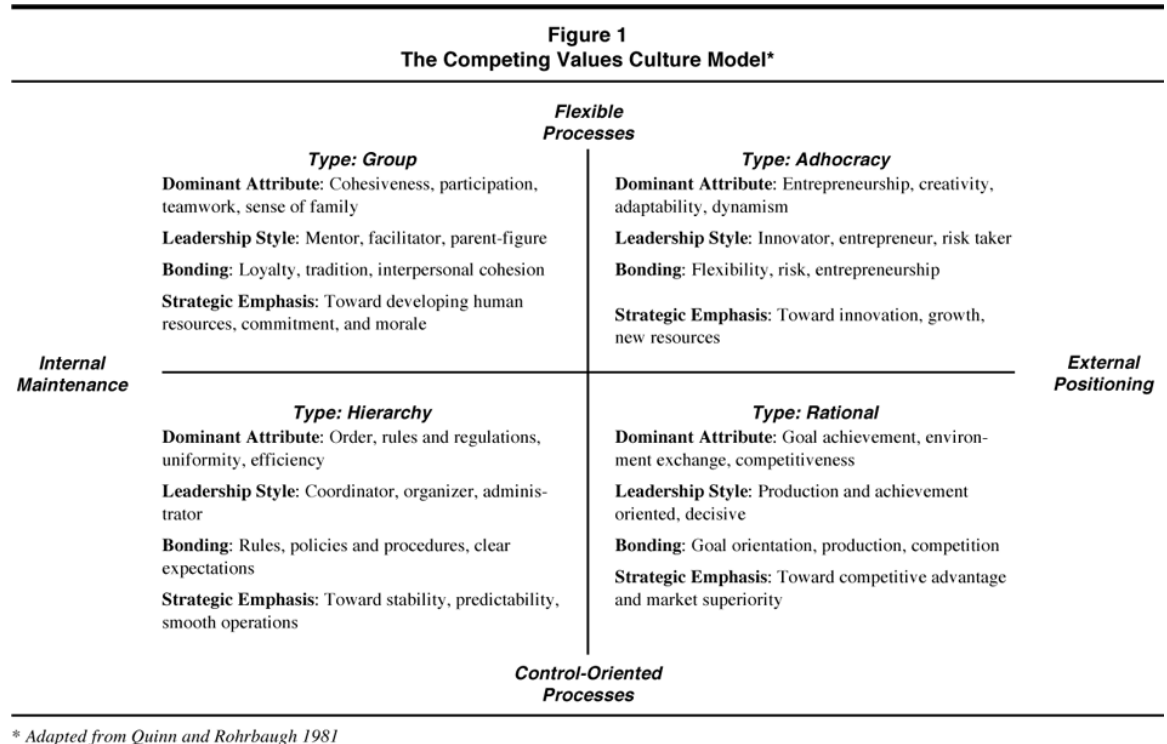 Figure 1
The Competing Values Culture Model*
Flexible
Processes
Type: Group
Dominant Attribute: Cohesiveness, participation,
teamwork, sense of family
Leadership Style: Mentor, facilitator, parent-figure
Bonding: Loyalty, tradition, interpersonal cohesion
Strategic Emphasis: Toward developing human
resources, commitment, and morale
Type: Adhocracy
Dominant Attribute: Entrepreneurship, creativity,
adaptability, dynamism
Leadership Style: Innovator, entrepreneur, risk taker
Bonding: Flexibility, risk, entrepreneurship
Strategic Emphasis: Toward innovation, growth,
new resources
Internal
Maintenance
External
Positioning
Type: Hierarchy
Dominant Attribute: Order, rules and regulations,
uniformity, efficiency
Leadership Style: Coordinator, organizer, adminis-
trator
Bonding: Rules, policies and procedures, clear
expectations
Strategic Emphasis: Toward stability, predictability,
smooth operations
Type: Rational
Dominant Attribute: Goal achievement, environ-
ment exchange, competitiveness
Leadership Style: Production and achievement
oriented, decisive
Bonding: Goal orientation, production, competition
Strategic Emphasis: Toward competitive advantage
and market superiority
Control-Oriented
Processes
* Adapted from Quinn and Rohrbaugh 1981